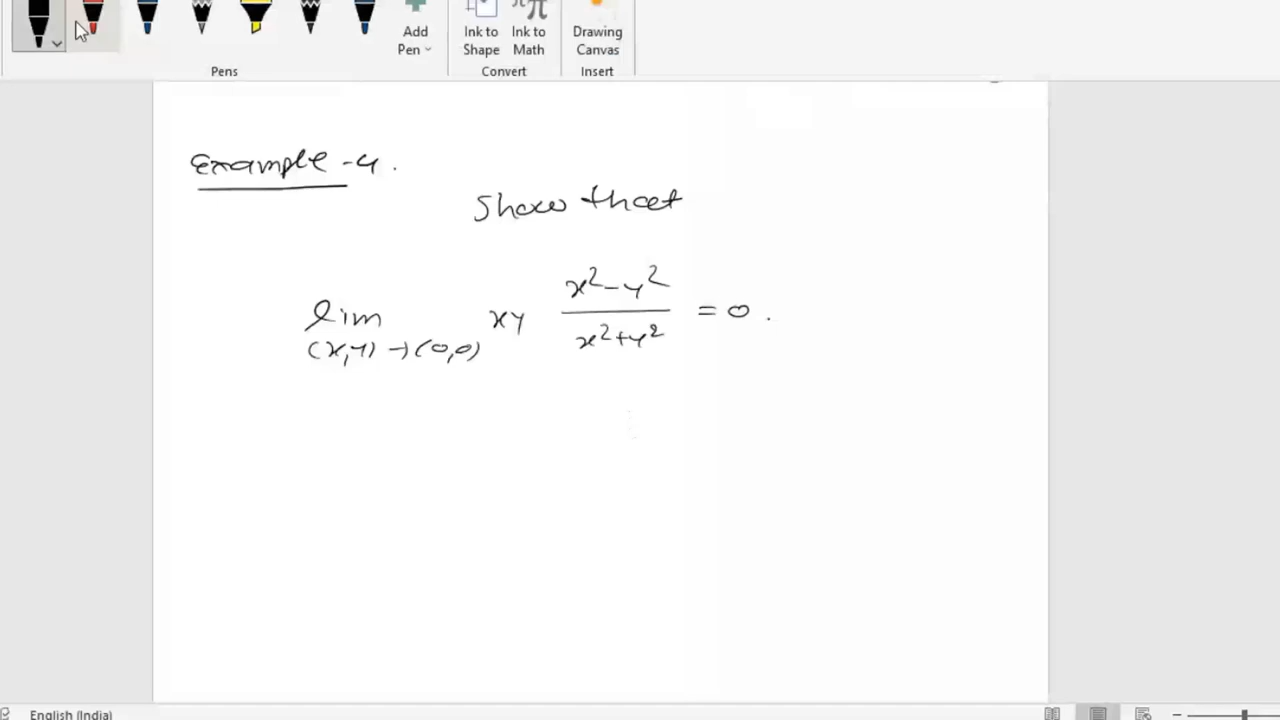 Add Pen
Ink to Shape
Ink to Math
Drawing Canvas
Pens
Convert
Insert
Example -4.
Show that
lim xy x²-y² / x²+y² = 0.
(x,y) → (0,0)
English (India)